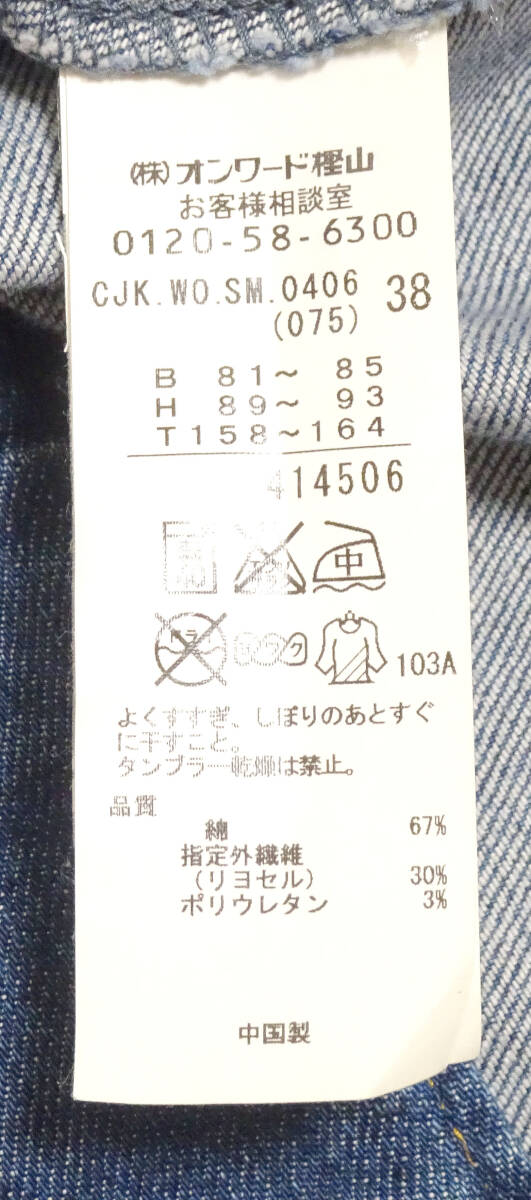 (株)オンワード樫山
お客様相談室
0120-58-6300
CJK.WO.SM.0406 38
(075)
B 81～ 85
H 89～ 93
T158～164
414506
中
ドライ
103A
よくすすぎ、しぼりのあとすぐ
に干すこと。
タンブラー乾燥は禁止。
品質
綿 67%
指定外繊維
(リヨセル) 30%
ポリウレタン 3%
中国製